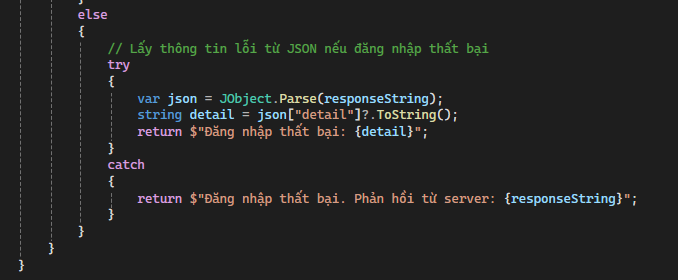 }
else
{
// Lấy thông tin lỗi từ JSON nếu đăng nhập thất bại
try
{
var json = JObject.Parse(responseString);
string detail = json["detail"]?.ToString();
return $"Đăng nhập thất bại: {detail}";
}
catch
{
return $"Đăng nhập thất bại. Phản hồi từ server: {responseString}";
}
}
}
}